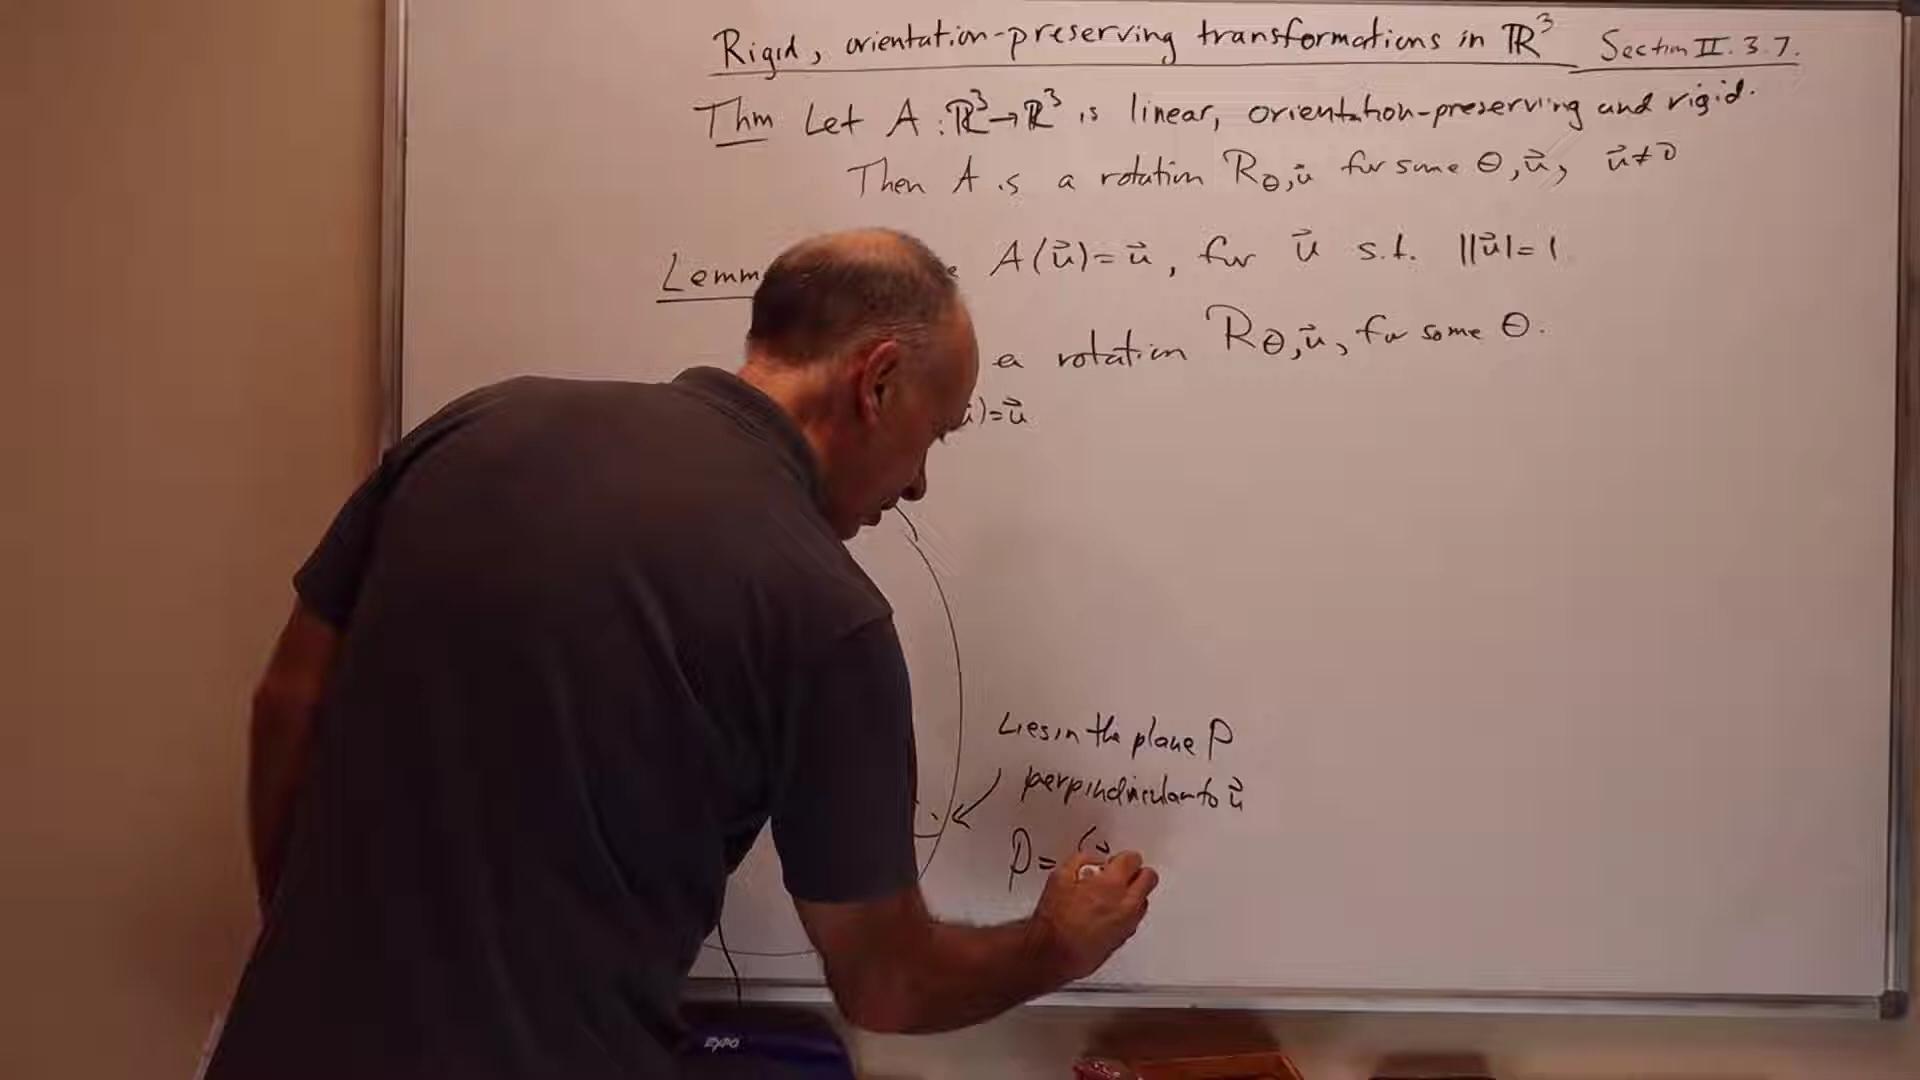 Rigid, orientation-preserving transformations in ℝ³ Section II.3.7.
Thm Let A : ℝ³→ℝ³ is linear, orientation-preserving and rigid.
Then A is a rotation R_θ,u⃗ for some θ, u⃗, u⃗≠0
Lemm A(u⃗)=u⃗, for u⃗ s.t. ||u⃗|=1
a rotation R_θ,u⃗, for some θ.
)=u⃗
Lies in the plane P
perpindicular to u⃗
P = {
EXPO